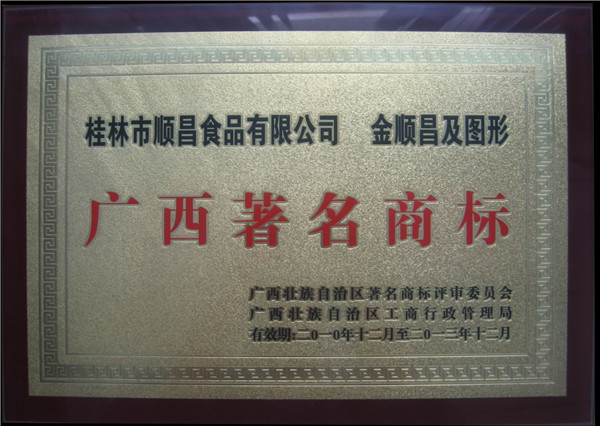 桂林市顺昌食品有限公司 金顺昌及图形
广西著名商标
广西壮族自治区著名商标评审委员会
广西壮族自治区工商行政管理局
有效期:二〇一〇年十二月至二〇一三年十二月